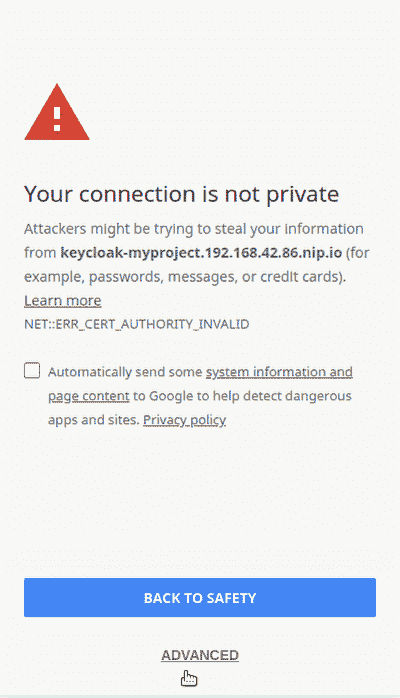 Your connection is not private
Attackers might be trying to steal your information
from keycloak-myproject.192.168.42.86.nip.io (for
example, passwords, messages, or credit cards).
Learn more
NET::ERR_CERT_AUTHORITY_INVALID
Automatically send some system information and
page content to Google to help detect dangerous
apps and sites. Privacy policy
BACK TO SAFETY
ADVANCED